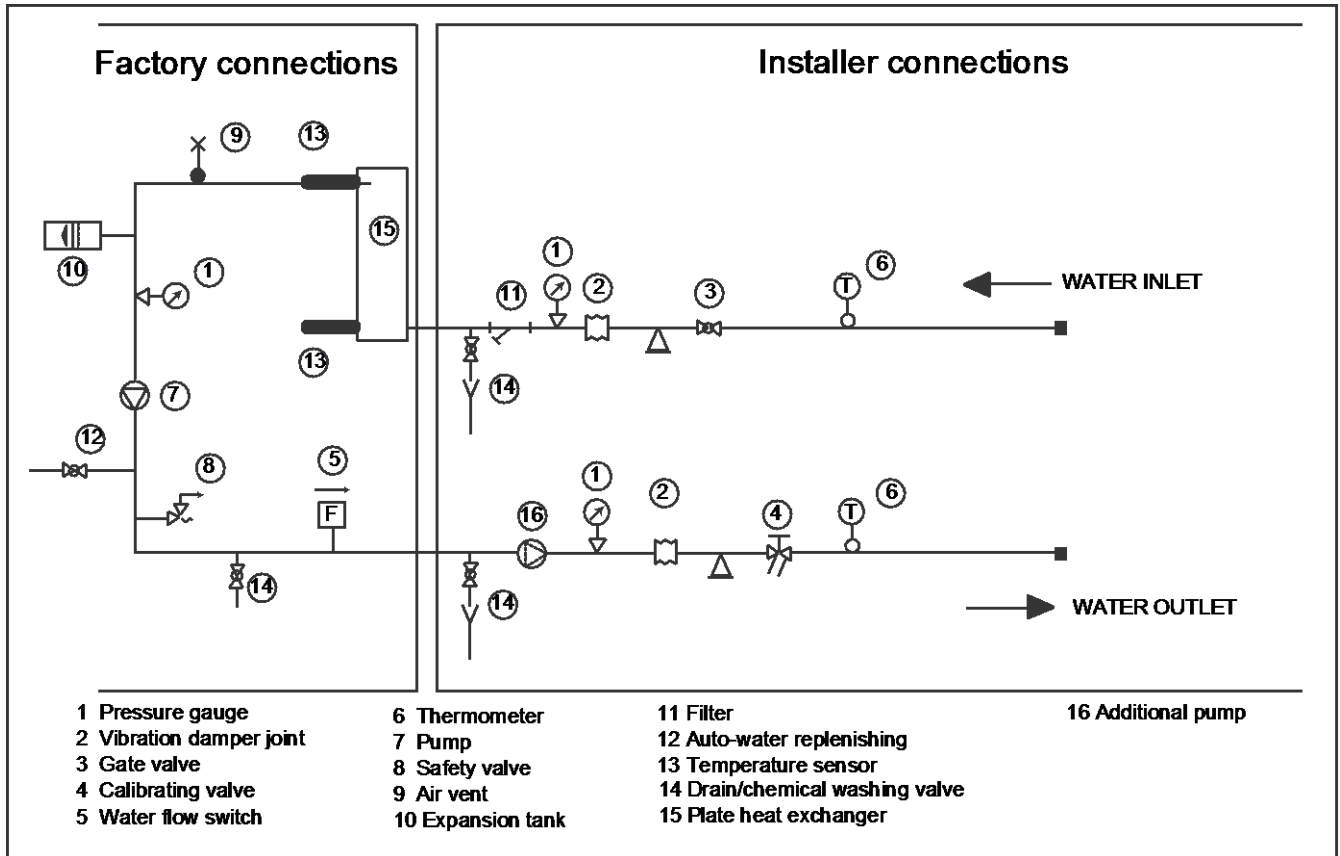 Factory connections
Installer connections
9
13
15
10
1
13
7
12
8
5
14
1
6
2
3
11
T
WATER INLET
14
1
6
2
4
16
T
F
14
WATER OUTLET
1 Pressure gauge
2 Vibration damper joint
3 Gate valve
4 Calibrating valve
5 Water flow switch
6 Thermometer
7 Pump
8 Safety valve
9 Air vent
10 Expansion tank
11 Filter
12 Auto-water replenishing
13 Temperature sensor
14 Drain/chemical washing valve
15 Plate heat exchanger
16 Additional pump